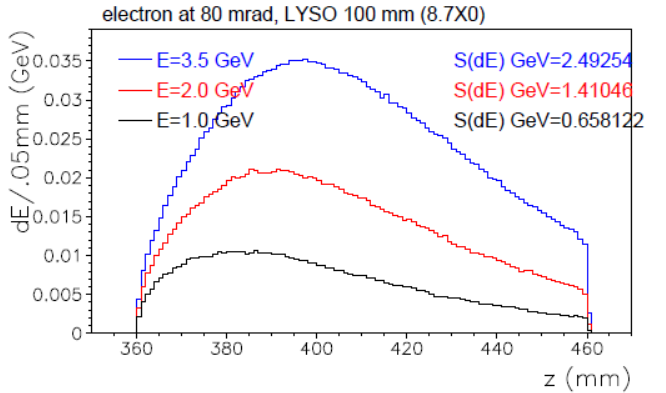 electron at 80 mrad, LYSO 100 mm (8.7X0)
dE/.05mm (GeV)
0.035
0.03
0.025
0.02
0.015
0.01
0.005
0
E=3.5 GeV S(dE) GeV=2.49254
E=2.0 GeV S(dE) GeV=1.41046
E=1.0 GeV S(dE) GeV=0.658122
360 380 400 420 440 460
z (mm)